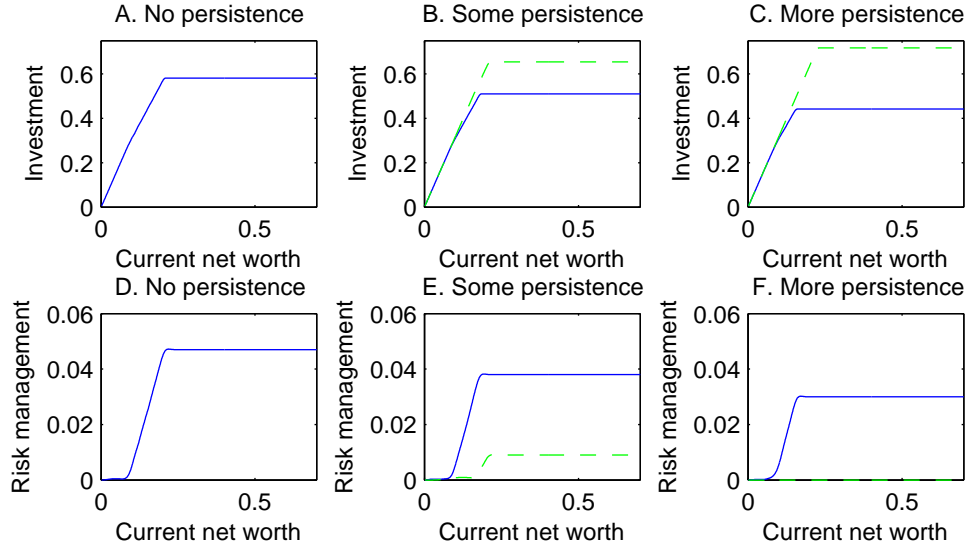 A. No persistence
B. Some persistence
C. More persistence
Investment
0.6
0.4
0.2
0
0
0.5
Current net worth
Investment
0.6
0.4
0.2
0
0
0.5
Current net worth
Investment
0.6
0.4
0.2
0
0
0.5
Current net worth
D. No persistence
E. Some persistence
F. More persistence
Risk management
0.06
0.04
0.02
0
0
0.5
Current net worth
Risk management
0.06
0.04
0.02
0
0
0.5
Current net worth
Risk management
0.06
0.04
0.02
0
0
0.5
Current net worth